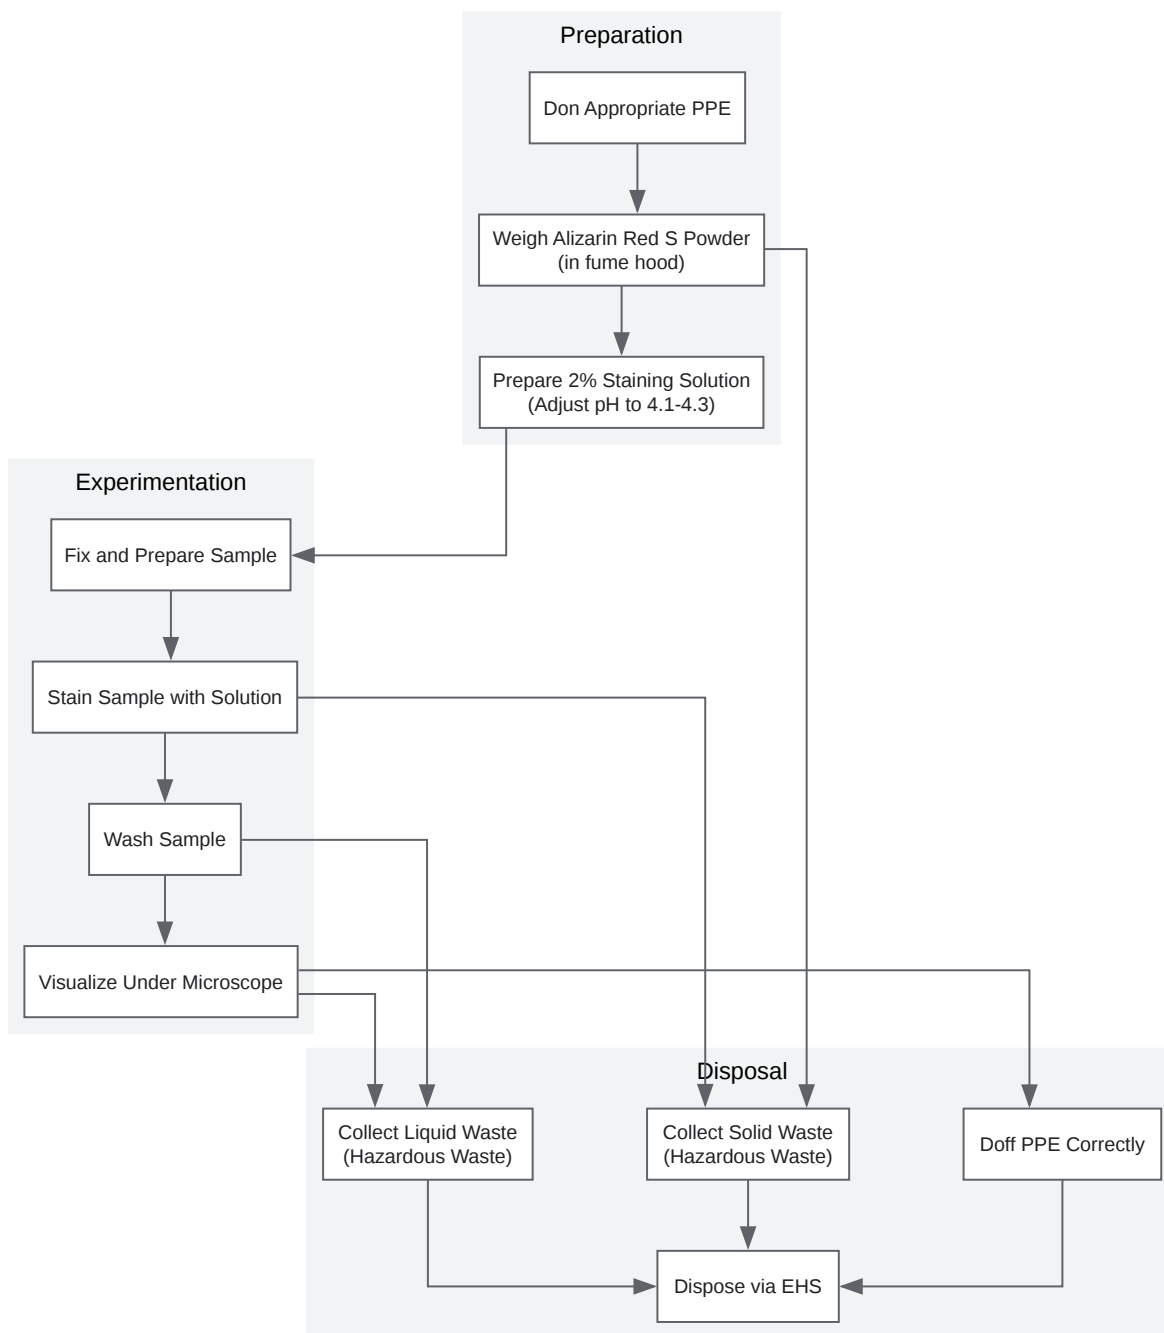 Preparation
Don Appropriate PPE
Weigh Alizarin Red S Powder
(in fume hood)
Prepare 2% Staining Solution
(Adjust pH to 4.1-4.3)
Experimentation
Fix and Prepare Sample
Stain Sample with Solution
Wash Sample
Visualize Under Microscope
Disposal
Collect Liquid Waste
(Hazardous Waste)
Collect Solid Waste
(Hazardous Waste)
Doff PPE Correctly
Dispose via EHS